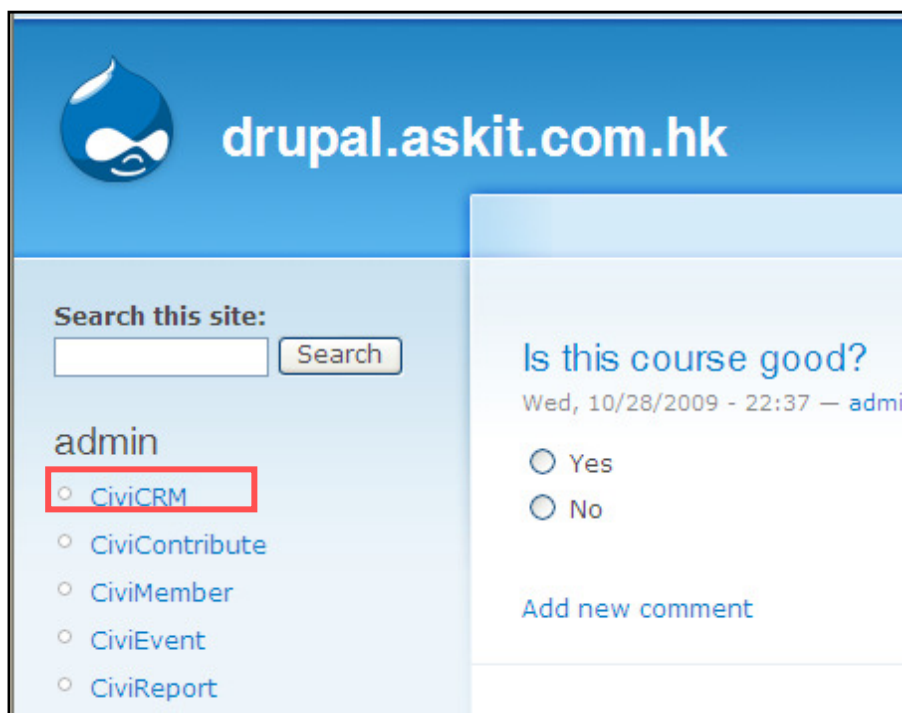 drupal.askit.com.hk
Search this site:
Search
admin
CiviCRM
CiviContribute
CiviMember
CiviEvent
CiviReport
Is this course good?
Wed, 10/28/2009 - 22:37 — admi
Yes
No
Add new comment